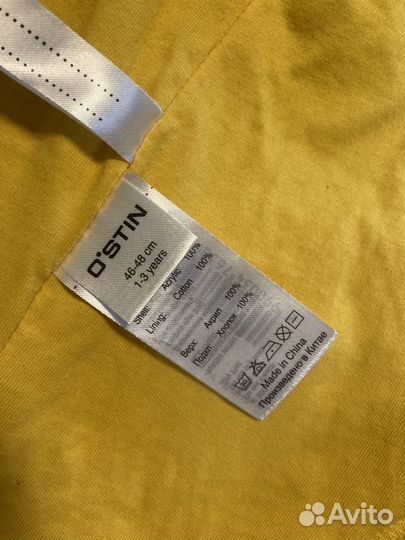 O'STIN
46-48 cm
1-3 years
Shell: Acrylic 100%
Lining: Cotton 100%
Верх: Акрил 100%
Подкл: Хлопок 100%
Made in China
Произведено в Китае
Avito